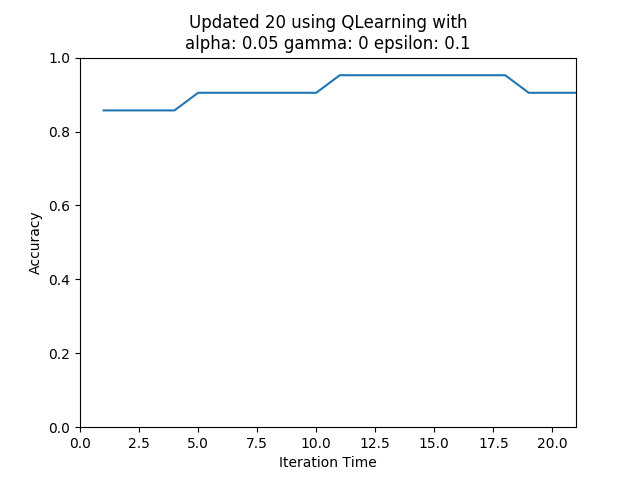 Updated 20 using QLearning with
alpha: 0.05 gamma: 0 epsilon: 0.1
1.0
0.8
0.6
0.4
0.2
0.0
Accuracy
0.0 2.5 5.0 7.5 10.0 12.5 15.0 17.5 20.0
Iteration Time